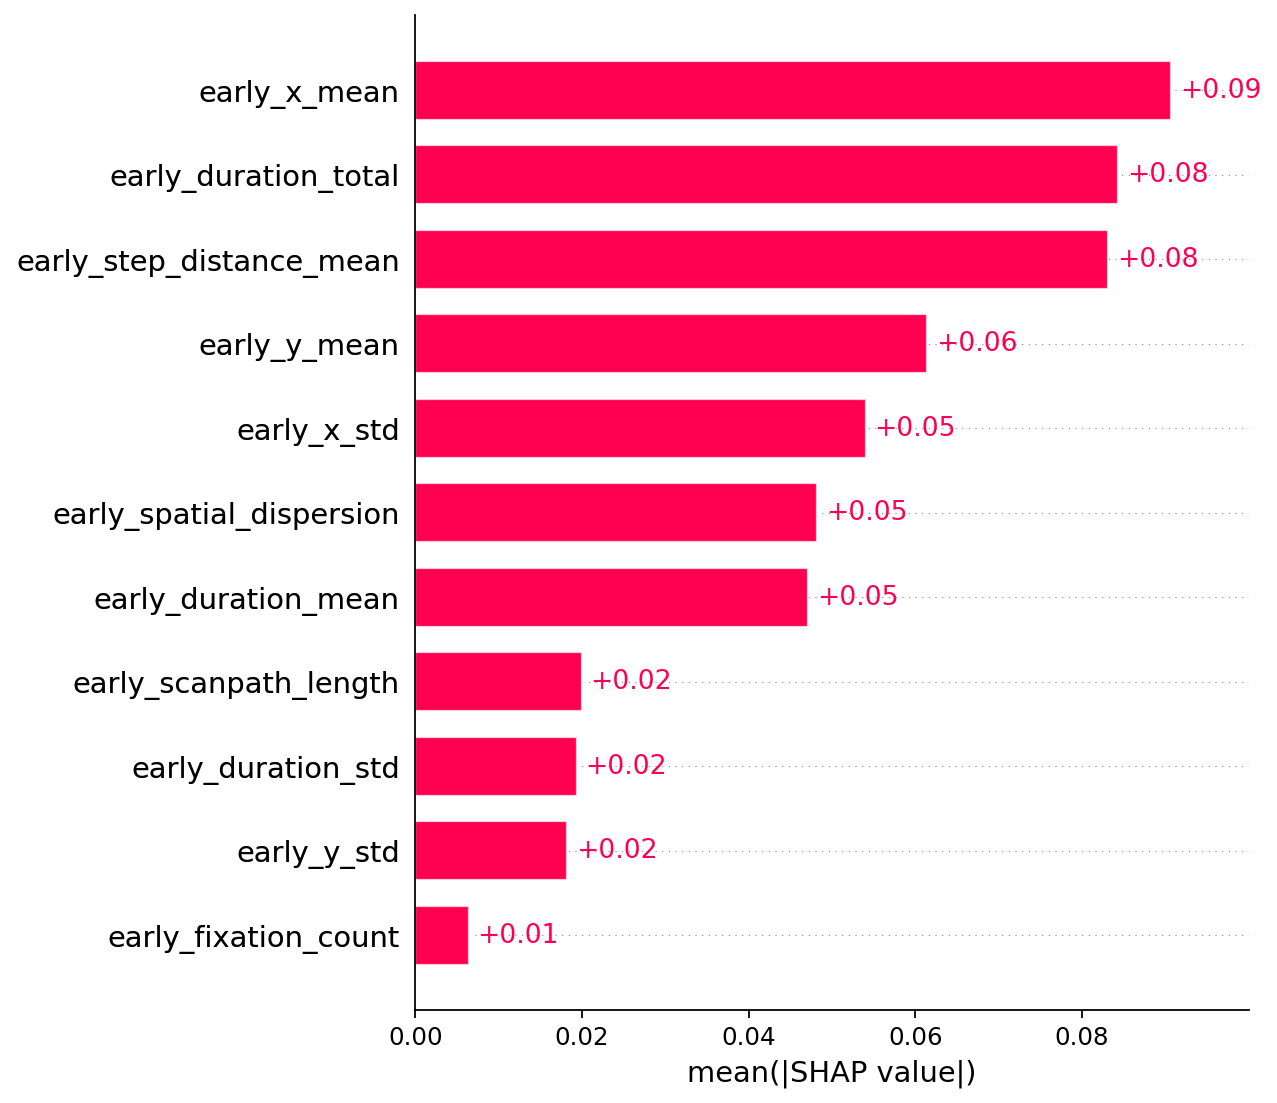 early_x_mean +0.09
early_duration_total +0.08
early_step_distance_mean +0.08
early_y_mean +0.06
early_x_std +0.05
early_spatial_dispersion +0.05
early_duration_mean +0.05
early_scanpath_length +0.02
early_duration_std +0.02
early_y_std +0.02
early_fixation_count +0.01
0.00 0.02 0.04 0.06 0.08
mean(|SHAP value|)